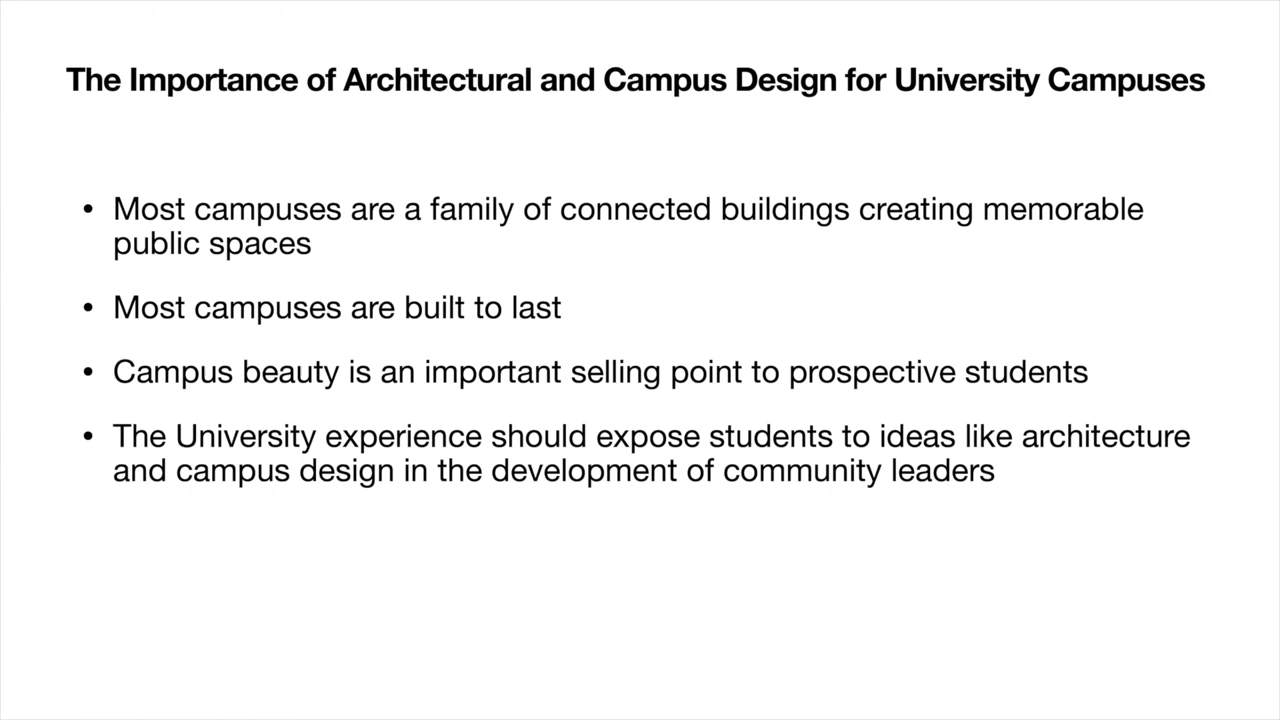 The Importance of Architectural and Campus Design for University Campuses
• Most campuses are a family of connected buildings creating memorable
public spaces
• Most campuses are built to last
• Campus beauty is an important selling point to prospective students
• The University experience should expose students to ideas like architecture
and campus design in the development of community leaders